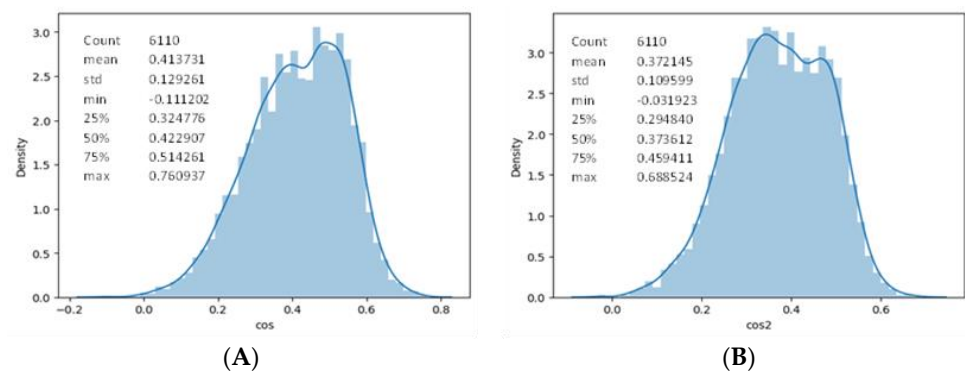 Count 6110
mean 0.413731
std 0.129261
min -0.111202
25% 0.324776
50% 0.422907
75% 0.514261
max 0.760937
Density
3.0
2.5
2.0
1.5
1.0
0.5
0.0
−0.2 0.0 0.2 0.4 0.6 0.8
cos
(A)
Count 6110
mean 0.372145
std 0.109599
min -0.031923
25% 0.294840
50% 0.373612
75% 0.459411
max 0.688524
Density
3.0
2.5
2.0
1.5
1.0
0.5
0.0
0.0 0.2 0.4 0.6
cos2
(B)